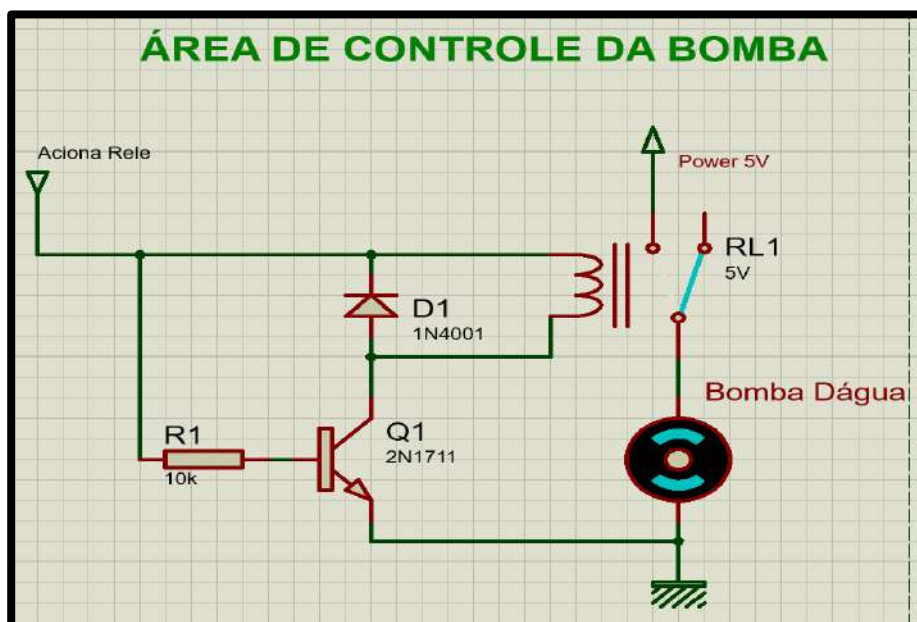 ÁREA DE CONTROLE DA BOMBA
Aciona Rele
Power 5V
RL1
5V
D1
1N4001
Bomba Dágua
R1
10k
Q1
2N1711